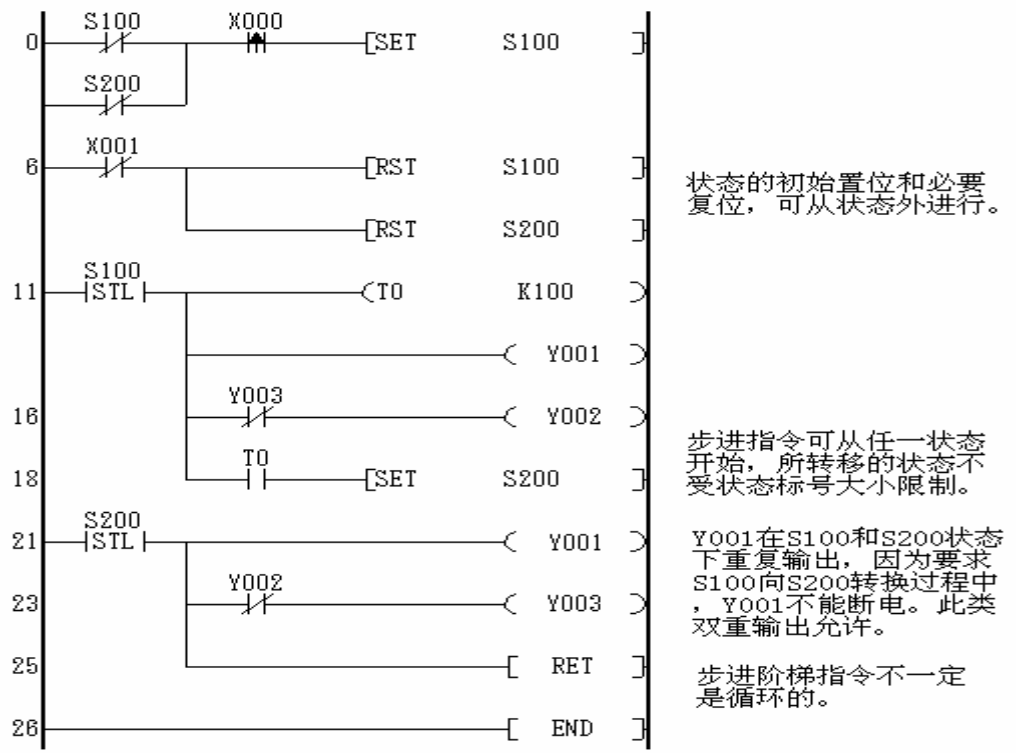 S100
X000
0
[SET S100 ]
S200
X001
6
[RST S100 ]
[RST S200 ]
状态的初始置位和必要
复位，可从状态外进行。
S100
11
STL
(T0 K100 )
( Y001 )
Y003
16
( Y002 )
T0
18
[SET S200 ]
步进指令可从任一状态
开始，所转移的状态不
受状态标号大小限制。
S200
21
STL
( Y001 )
Y002
23
( Y003 )
Y001在S100和S200状态
下重复输出，因为要求
S100向S200转换过程中
，Y001不能断电。此类
双重输出允许。
25
[ RET ]
步进阶梯指令不一定
是循环的。
26
[ END ]